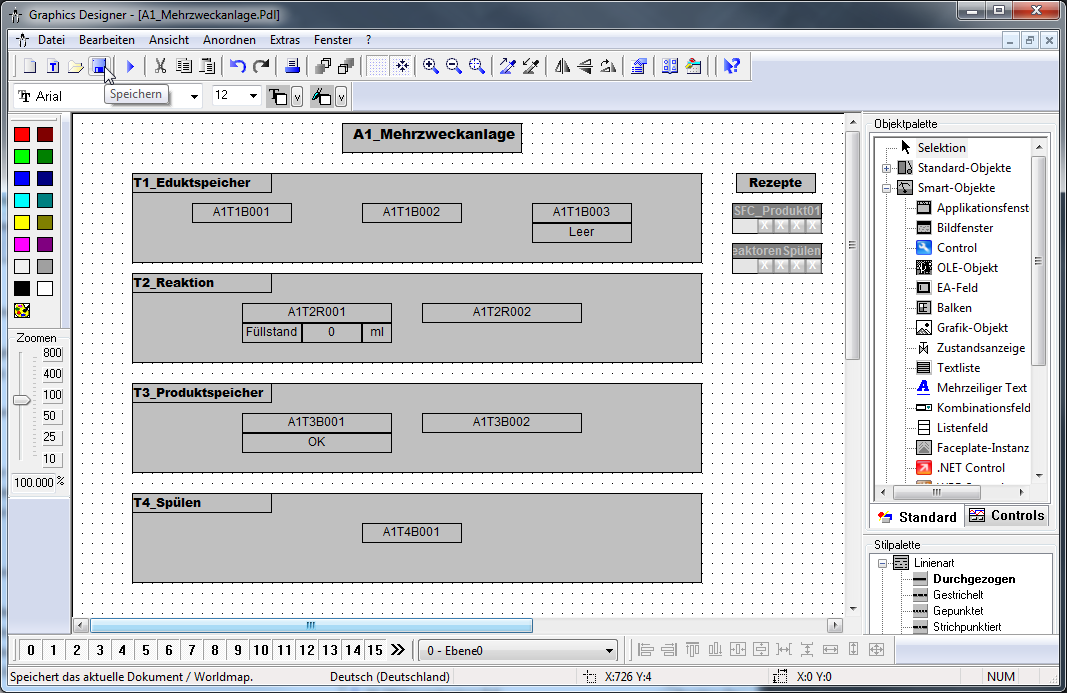 Graphics Designer - [A1_Mehrzweckanlage.Pdl]
Datei Bearbeiten Ansicht Anordnen Extras Fenster ?
Arial 12
Speichern
A1_Mehrzweckanlage
T1_Eduktspeicher
A1T1B001 A1T1B002 A1T1B003
Leer
Rezepte
SFC_Produkt01
X X X X
eaktorenSpülen
X X X X
T2_Reaktion
A1T2R001 A1T2R002
Füllstand 0 ml
T3_Produktspeicher
A1T3B001 A1T3B002
OK
T4_Spülen
A1T4B001
Zoomen
800
400
100
50
25
10
100.000 %
Objektpalette
Selektion
Standard-Objekte
Smart-Objekte
Applikationsfenst
Bildfenster
Control
OLE-Objekt
EA-Feld
Balken
Grafik-Objekt
Zustandsanzeige
Textliste
Mehrzeiliger Text
Kombinationsfeld
Listenfeld
Faceplate-Instanz
.NET Control
Standard Controls
Stilpalette
Linienart
Durchgezogen
Gestrichelt
Gepunktet
Strichpunktiert
0 1 2 3 4 5 6 7 8 9 10 11 12 13 14 15 0 - Ebene0
Speichert das aktuelle Dokument / Worldmap. Deutsch (Deutschland) X:726 Y:4 X:0 Y:0 NUM